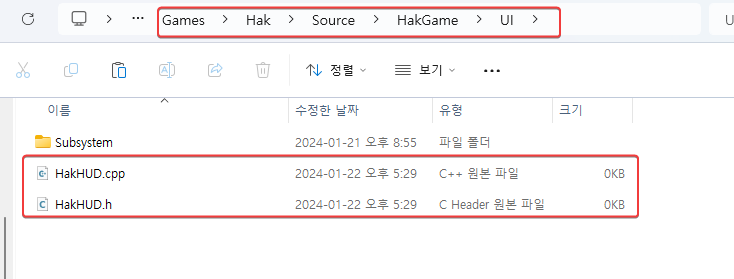 ... Games > Hak > Source > HakGame > UI > U
정렬 보기 ...
이름 수정한 날짜 유형 크기
Subsystem 2024-01-21 오후 8:55 파일 폴더
HakHUD.cpp 2024-01-22 오후 5:29 C++ 원본 파일 0KB
HakHUD.h 2024-01-22 오후 5:29 C Header 원본 파일 0KB